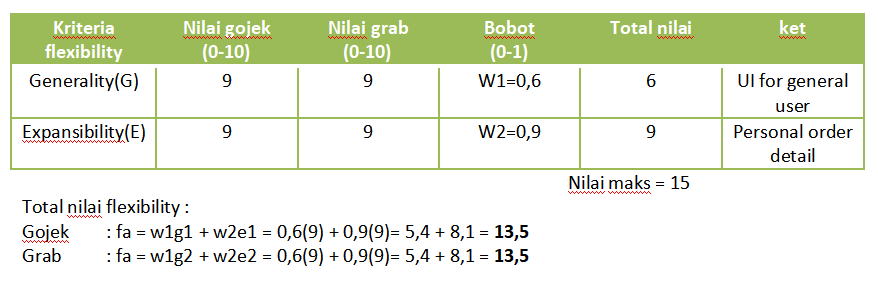 Kriteria flexibility Nilai gojek (0-10) Nilai grab (0-10) Bobot (0-1) Total nilai ket
Generality(G) 9 9 W1=0,6 6 UI for general user
Expansibility(E) 9 9 W2=0,9 9 Personal order detail
Nilai maks = 15
Total nilai flexibility :
Gojek : fa = w1g1 + w2e1 = 0,6(9) + 0,9(9)= 5,4 + 8,1 = 13,5
Grab : fa = w1g2 + w2e2 = 0,6(9) + 0,9(9)= 5,4 + 8,1 = 13,5